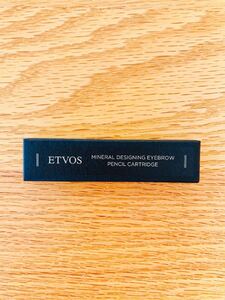 ETVOS
MINERAL DESIGNING EYEBROW
PENCIL CARTRIDGE